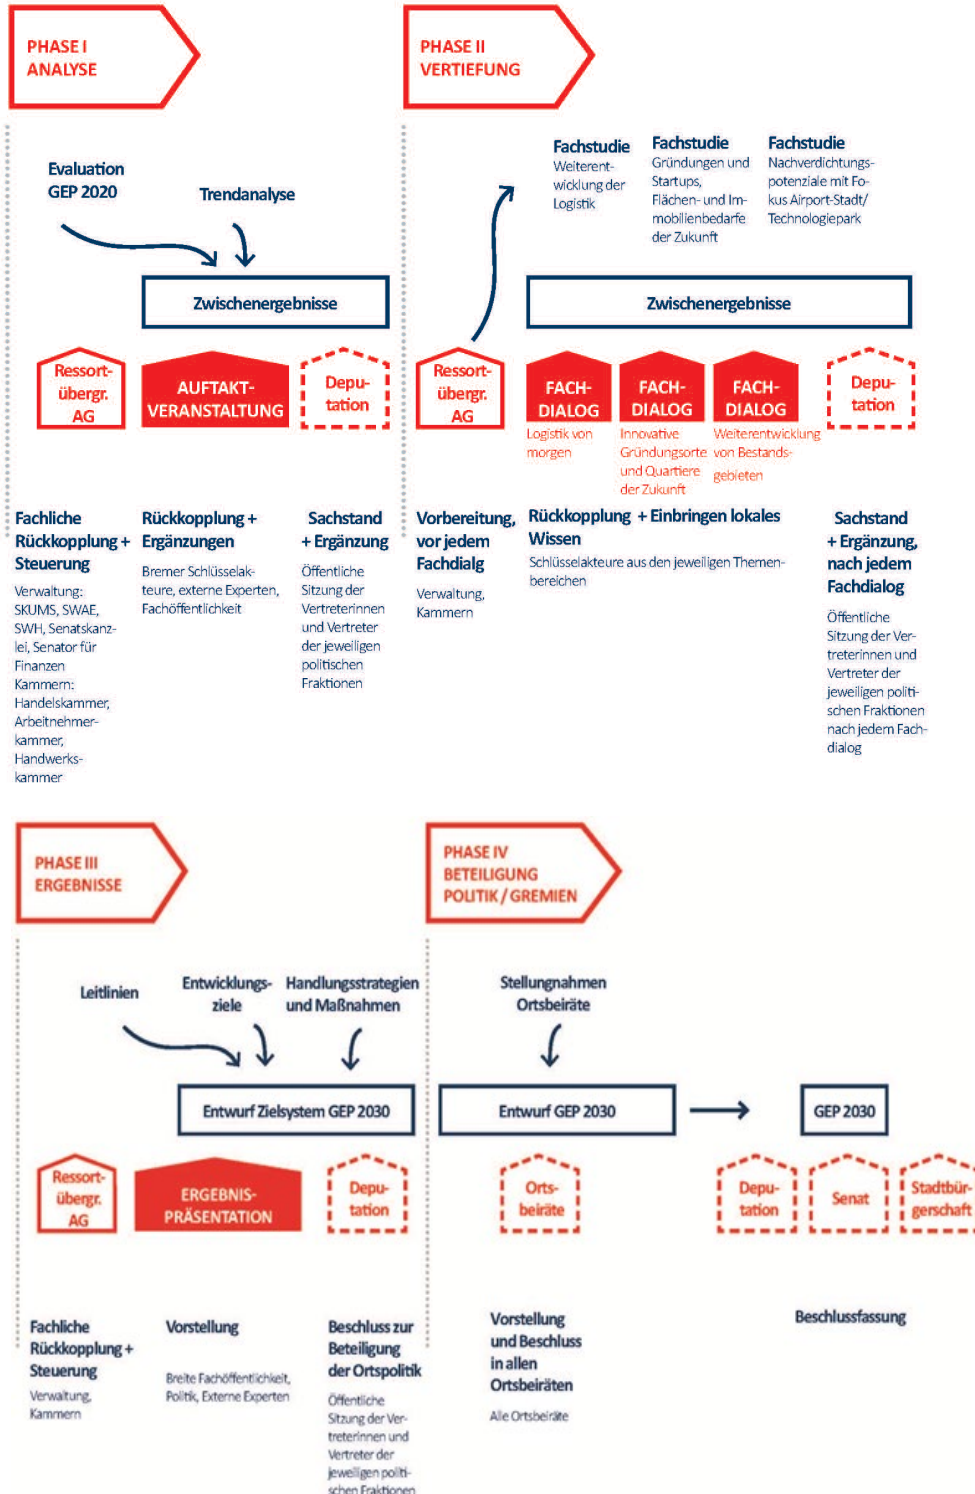 PHASE I
ANALYSE
PHASE II
VERTIEFUNG
Evaluation
GEP 2020
Trendanalyse
Fachstudie
Weiterent-
wicklung der
Logistik
Fachstudie
Gründungen und
Startups,
Flächen- und Im-
mobilienbedarfe
der Zukunft
Fachstudie
Nachverdichtungs-
potenziale mit Fo-
kus Airport-Stadt/
Technologiepark
Zwischenergebnisse
Zwischenergebnisse
Ressort-
übergr.
AG
AUFTAKT-
VERANSTALTUNG
Depu-
tation
Ressort-
übergr.
AG
FACH-
DIALOG
Logistik von
morgen
FACH-
DIALOG
Innovative
Gründungsorte
und Quartiere
der Zukunft
FACH-
DIALOG
Weiterentwicklung
von Bestands-
gebieten
Depu-
tation
Fachliche
Rückkopplung +
Steuerung
Verwaltung:
SKUMS, SWAE,
SWH, Senatskanz-
lei, Senator für
Finanzen
Kammern:
Handelskammer,
Arbeitnehmer-
kammer,
Handwerks-
kammer
Rückkopplung +
Ergänzungen
Bremer Schlüsselak-
teure, externe Experten,
Fachöffentlichkeit
Sachstand
+ Ergänzung
Öffentliche
Sitzung der
Vertreterinnen
und Vertreter
der jeweiligen
politischen
Fraktionen
Vorbereitung,
vor jedem
Fachdialg
Verwaltung,
Kammern
Rückkopplung + Einbringen lokales
Wissen
Schlüsselakteure aus den jeweiligen Themen-
bereichen
Sachstand
+ Ergänzung,
nach jedem
Fachdialog
Öffentliche
Sitzung der Ver-
treterinnen und
Vertreter der
jeweiligen politi-
schen Fraktionen
nach jedem Fach-
dialog
PHASE III
ERGEBNISSE
PHASE IV
BETEILIGUNG
POLITIK / GREMIEN
Leitlinien
Entwicklungs-
ziele
Handlungsstrategien
und Maßnahmen
Stellungnahmen
Ortsbeiräte
Entwurf Zielsystem GEP 2030
Entwurf GEP 2030
GEP 2030
Ressort-
übergr.
AG
ERGEBNIS-
PRÄSENTATION
Depu-
tation
Orts-
beiräte
Depu-
tation
Senat
Stadtbür-
gerschaft
Fachliche
Rückkopplung +
Steuerung
Verwaltung,
Kammern
Vorstellung
Breite Fachöffentlichkeit,
Politik, Externe Experten
Beschluss zur
Beteiligung
der Ortspolitik
Öffentliche
Sitzung der Ver-
treterinnen und
Vertreter der
jeweiligen politi-
schen Fraktionen
Vorstellung
und Beschluss
in allen
Ortsbeiräten
Alle Ortsbeiräte
Beschlussfassung